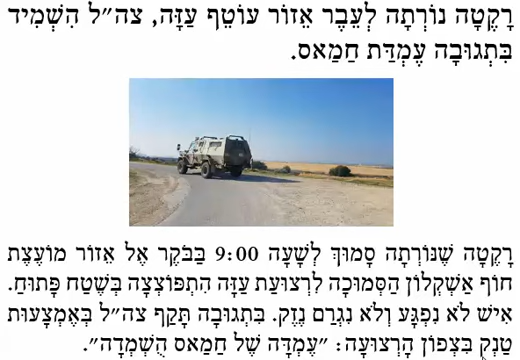 רָקֶטָה נוֹרְתָה לְעֵבֶר אֵזוֹר עוֹטֵף עַזָּה, צה״ל הִשְׁמִיד
בִּתְגוּבָה עֶמְדַּת חַמַאס.
רָקֶטָה שֶׁנּוֹרְתָה סָמוּךְ לְשָׁעָה 9:00 בַּבֹּקֶר אֶל אֵזוֹר מוֹעֶצֶת
חוֹף אַשְׁקְלוֹן הַסְּמוּכָה לִרְצוּעַת עַזָּה הִתְפּוֹצְצָה בְּשֶׁטַח פָּתוּחַ.
אִישׁ לֹא נִפְגַּע וְלֹא נִגְרַם נֶזֶק. בִּתְגוּבָה תָּקַף צה״ל בְּאֶמְצָעוּת
טַנְק בִּצְפוֹן הָרְצוּעָה: ״עֶמְדָה שֶׁל חַמַאס הֻשְׁמְדָה״.